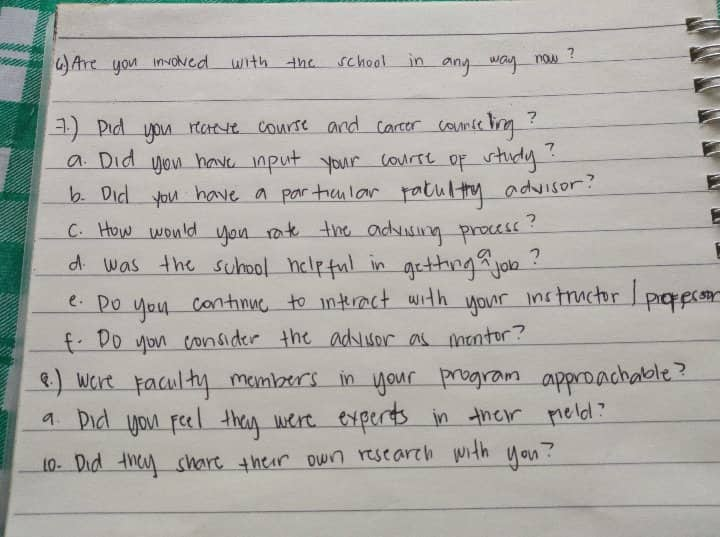 6) Are you involved with the school in any way now ?
7.) Did you recieve course and career counseling ?
a. Did you have input your course of study ?
b. Did you have a particular facultty advisor?
c. How would you rate the advising process ?
d. was the school helpful in getting a job ?
e. Do you continue to interact with your instructor / professor
f. Do you consider the advisor as mentor?
8.) were faculty members in your program approachable?
9. Did you feel they were experts in their field?
10. Did they share their own research with you?